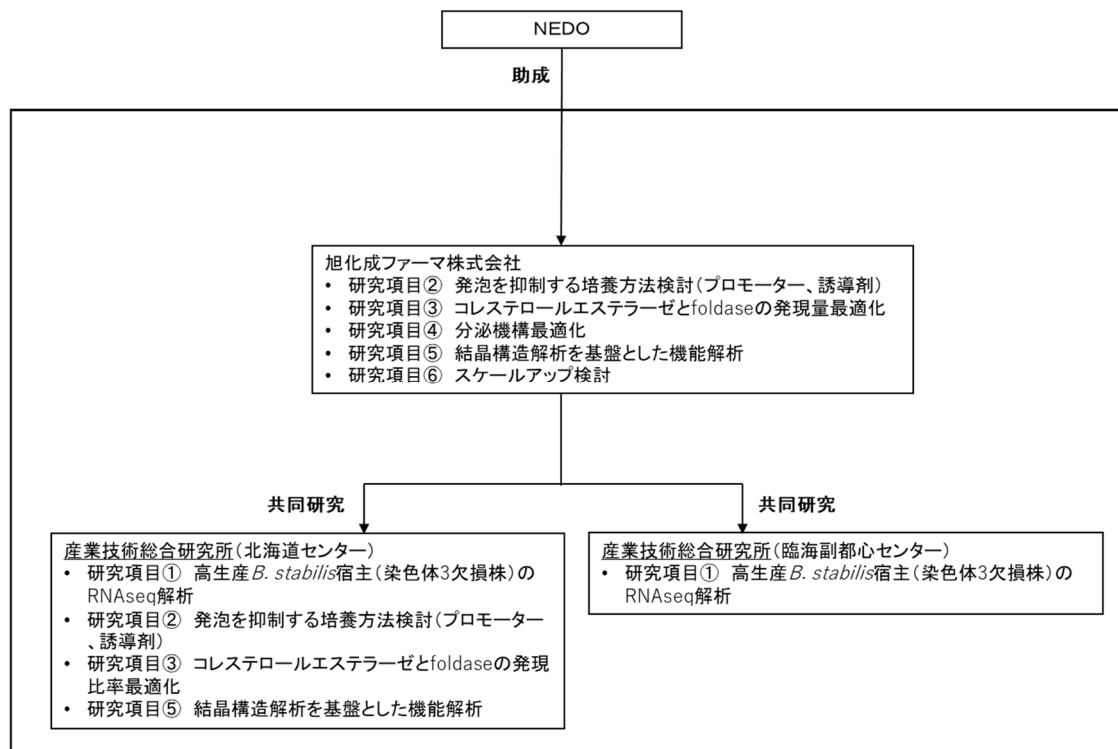 NEDO
助成
旭化成ファーマ株式会社
• 研究項目② 発泡を抑制する培養方法検討(プロモーター、誘導剤)
• 研究項目③ コレステロールエステラーゼとfoldaseの発現量最適化
• 研究項目④ 分泌機構最適化
• 研究項目⑤ 結晶構造解析を基盤とした機能解析
• 研究項目⑥ スケールアップ検討
共同研究
産業技術総合研究所(北海道センター)
• 研究項目① 高生産B. stabilis宿主(染色体3欠損株)の
RNAseq解析
• 研究項目② 発泡を抑制する培養方法検討(プロモーター
、誘導剤)
• 研究項目③ コレステロールエステラーゼとfoldaseの発現
比率最適化
• 研究項目⑤ 結晶構造解析を基盤とした機能解析
共同研究
産業技術総合研究所(臨海副都心センター)
• 研究項目① 高生産B. stabilis宿主(染色体3欠損株)の
RNAseq解析